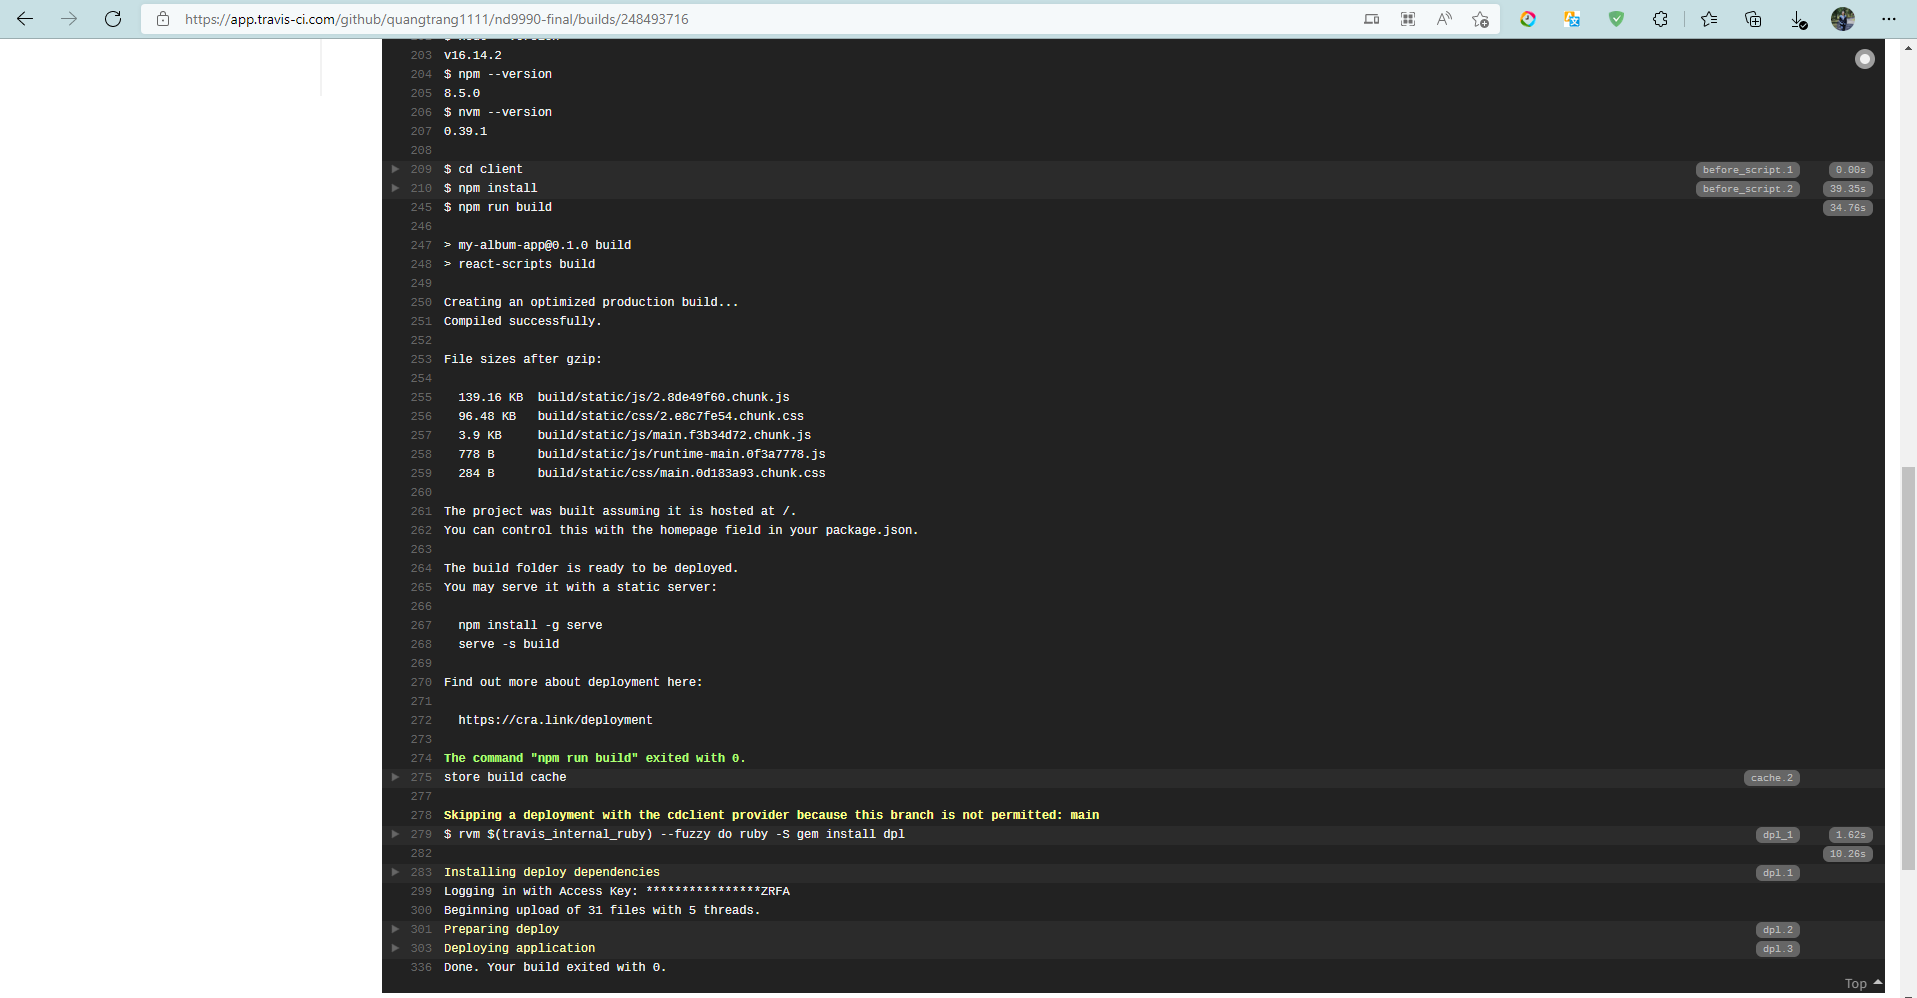 https://app.travis-ci.com/github/quangtrang1111/nd9990-final/builds/248493716
203 v16.14.2
204 $ npm --version
205 8.5.0
206 $ nvm --version
207 0.39.1
208
209 $ cd client before_script.1 0.00s
210 $ npm install before_script.2 39.35s
245 $ npm run build 34.76s
246
247 > my-album-app@0.1.0 build
248 > react-scripts build
249
250 Creating an optimized production build...
251 Compiled successfully.
252
253 File sizes after gzip:
254
255 139.16 KB build/static/js/2.8de49f60.chunk.js
256 96.48 KB build/static/css/2.e8c7fe54.chunk.css
257 3.9 KB build/static/js/main.f3b34d72.chunk.js
258 778 B build/static/js/runtime-main.0f3a7778.js
259 284 B build/static/css/main.0d183a93.chunk.css
260
261 The project was built assuming it is hosted at /.
262 You can control this with the homepage field in your package.json.
263
264 The build folder is ready to be deployed.
265 You may serve it with a static server:
266
267 npm install -g serve
268 serve -s build
269
270 Find out more about deployment here:
271
272 https://cra.link/deployment
273
274 The command "npm run build" exited with 0.
275 store build cache cache.2
277
278 Skipping a deployment with the cdclient provider because this branch is not permitted: main
279 $ rvm $(travis_internal_ruby) --fuzzy do ruby -S gem install dpl dpl_1 1.62s
282 10.26s
283 Installing deploy dependencies dpl.1
299 Logging in with Access Key: ****************ZRFA
300 Beginning upload of 31 files with 5 threads.
301 Preparing deploy dpl.2
303 Deploying application dpl.3
336 Done. Your build exited with 0.
Top